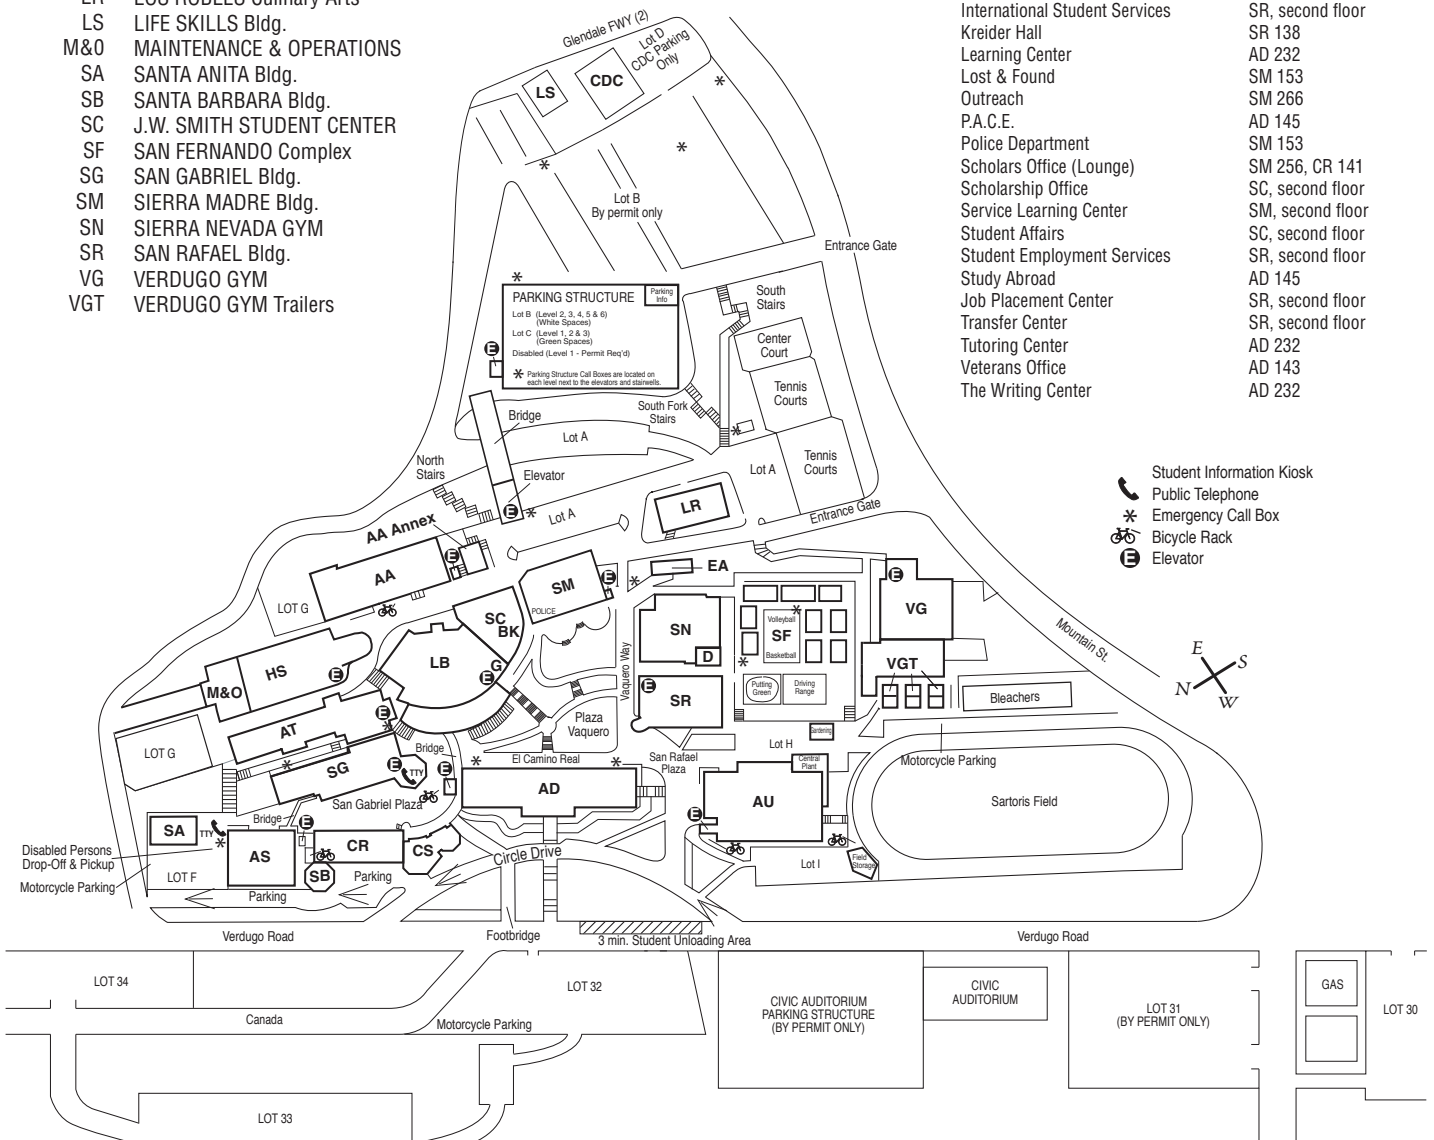 LR LOS ROBLES Culinary Arts
LS LIFE SKILLS Bldg.
M&O MAINTENANCE & OPERATIONS
SA SANTA ANITA Bldg.
SB SANTA BARBARA Bldg.
SC J.W. SMITH STUDENT CENTER
SF SAN FERNANDO Complex
SG SAN GABRIEL Bldg.
SM SIERRA MADRE Bldg.
SN SIERRA NEVADA GYM
SR SAN RAFAEL Bldg.
VG VERDUGO GYM
VGT VERDUGO GYM Trailers
International Student Services SR, second floor
Kreider Hall SR 138
Learning Center AD 232
Lost & Found SM 153
Outreach SM 266
P.A.C.E. AD 145
Police Department SM 153
Scholars Office (Lounge) SM 256, CR 141
Scholarship Office SC, second floor
Service Learning Center SM, second floor
Student Affairs SC, second floor
Student Employment Services SR, second floor
Study Abroad AD 145
Job Placement Center SR, second floor
Transfer Center SR, second floor
Tutoring Center AD 232
Veterans Office AD 143
The Writing Center AD 232
Student Information Kiosk
Public Telephone
* Emergency Call Box
Bicycle Rack
E Elevator
Glendale FWY (2)
Lot D
CDC Parking
Only
LS
CDC
*
*
*
Lot B
By permit only
Entrance Gate
*
PARKING STRUCTURE
Parking
Info
Lot B (Level 2, 3, 4, 5 & 6)
(White Spaces)
Lot C (Level 1, 2 & 3)
(Green Spaces)
Disabled (Level 1 - Permit Req'd)
* Parking Structure Call Boxes are located on
each level next to the elevators and stairwells.
E
South
Stairs
Center
Court
Tennis
Courts
South Fork
Stairs
*
Bridge
Lot A
Tennis
Courts
Lot A
North
Stairs
Elevator
E
*
Lot A
LR
Entrance Gate
AA Annex
E
AA
LOT G
SM
E
POLICE
EA
*
E
VG
SC
BK
LB
G
E
HS
E
M&O
SN
D
Vaquero Way
Volleyball
*
SF
Basketball
*
VGT
Mountain St.
E
S
N
W
Bleachers
E
SR
Putting
Green
Driving
Range
AT
E
*
LOT G
Plaza
Vaquero
Gardening
Bridge
*
El Camino Real
*
San Rafael
Plaza
Lot H
Central
Plant
Motorcycle Parking
*
SG
E
TTY
E
AD
AU
Sartoris Field
San Gabriel Plaza
Bridge
E
E
SA
TTY
*
Disabled Persons
Drop-Off & Pickup
AS
CR
CS
Circle Drive
Motorcycle Parking
LOT F
SB
Parking
Parking
Lot I
Field
Storage
Verdugo Road
Footbridge
3 min. Student Unloading Area
Verdugo Road
LOT 34
LOT 32
CIVIC AUDITORIUM
PARKING STRUCTURE
(BY PERMIT ONLY)
CIVIC
AUDITORIUM
LOT 31
(BY PERMIT ONLY)
GAS
LOT 30
Canada
Motorcycle Parking
LOT 33